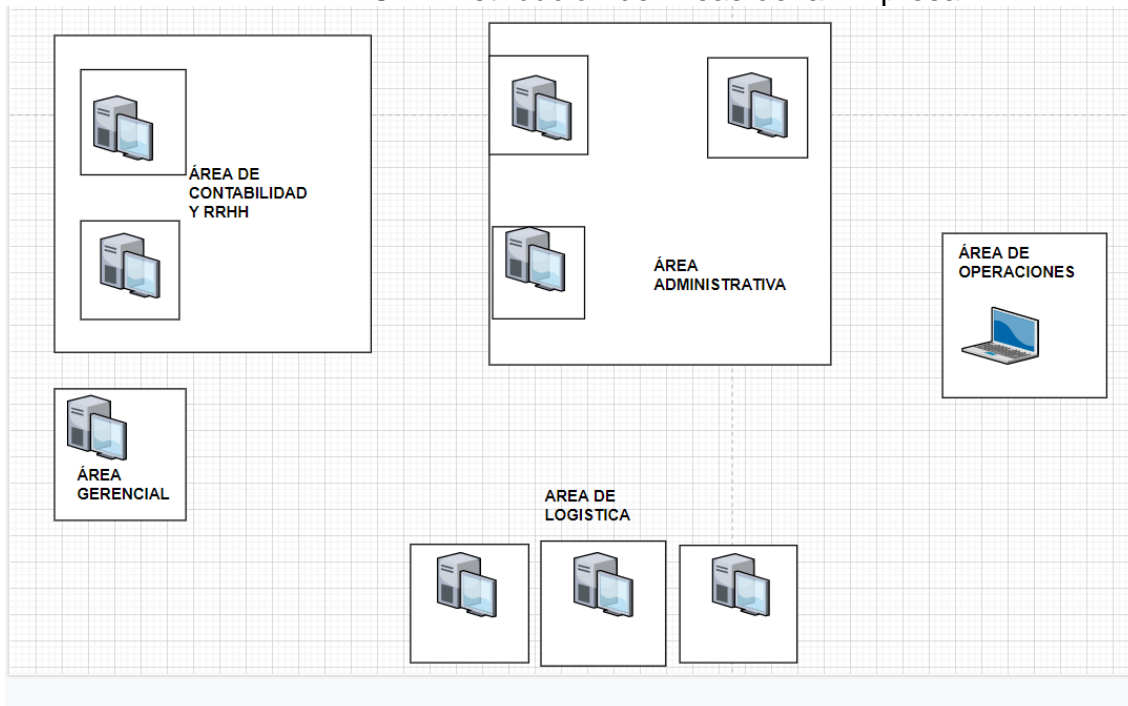 ÁREA DE
CONTABILIDAD
Y RRHH
ÁREA
ADMINISTRATIVA
ÁREA DE
OPERACIONES
ÁREA
GERENCIAL
AREA DE
LOGISTICA